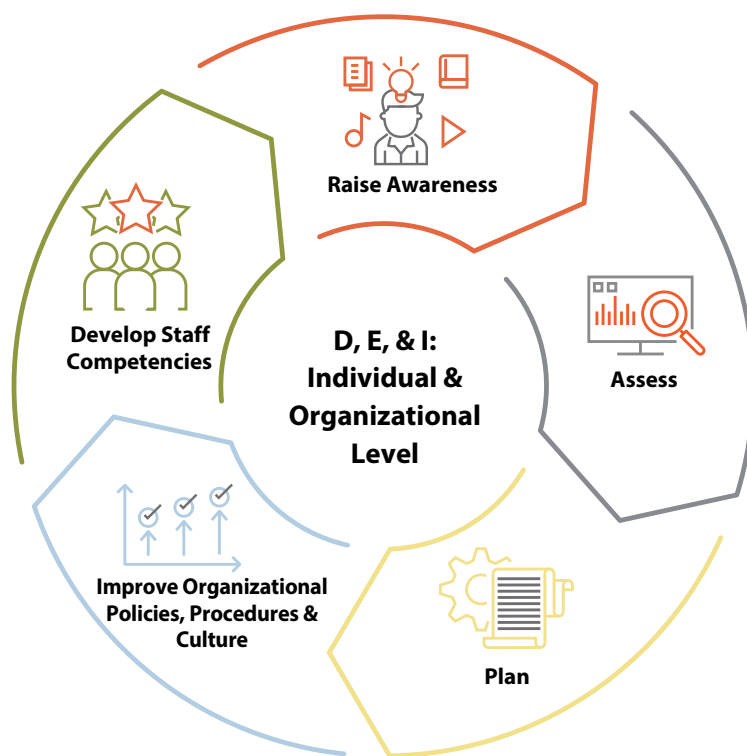 Raise Awareness
Assess
Plan
Improve Organizational
Policies, Procedures &
Culture
Develop Staff
Competencies
D, E, & I:
Individual &
Organizational
Level